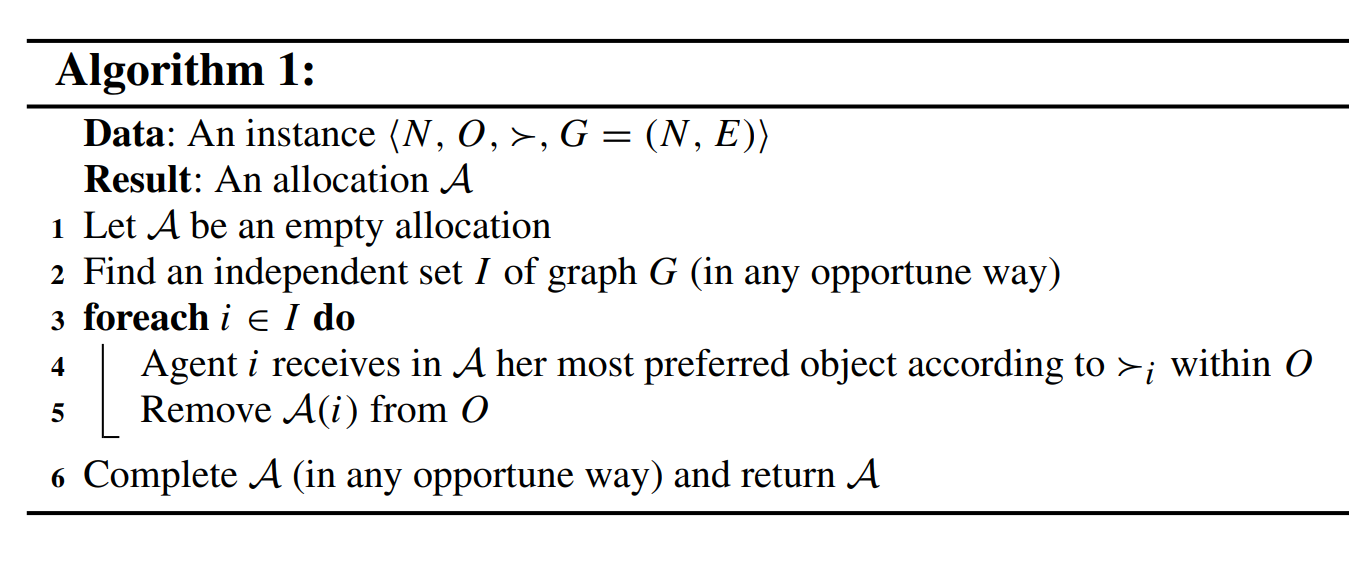 Algorithm 1:
Data: An instance ⟨N, O, ≻, G = (N, E)⟩
Result: An allocation 𝒜
1 Let 𝒜 be an empty allocation
2 Find an independent set I of graph G (in any opportune way)
3 foreach i ∈ I do
4 Agent i receives in 𝒜 her most preferred object according to ≻ᵢ within O
5 Remove 𝒜(i) from O
6 Complete 𝒜 (in any opportune way) and return 𝒜